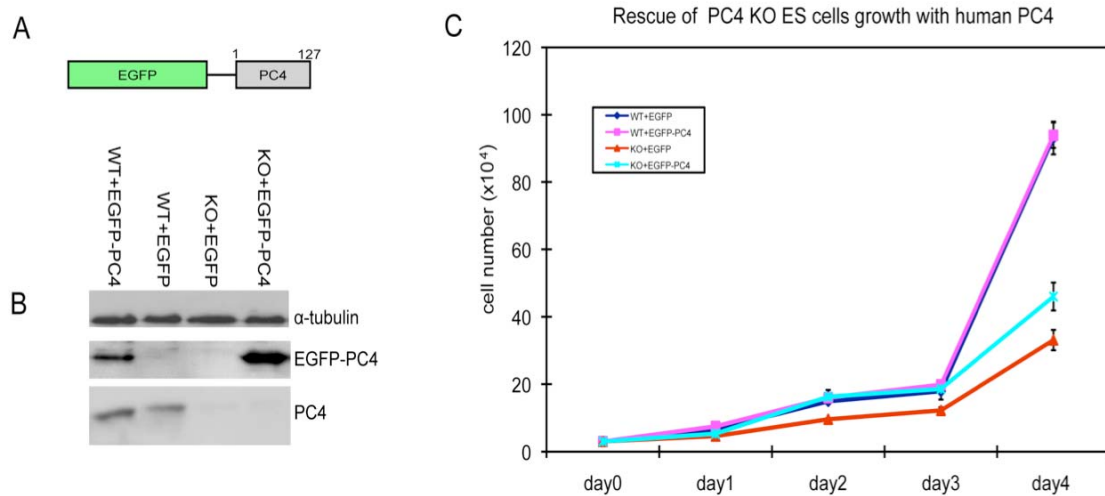 A
1 127
EGFP PC4
WT+EGFP-PC4
WT+EGFP
KO+EGFP
KO+EGFP-PC4
B
α-tubulin
EGFP-PC4
PC4
C
Rescue of PC4 KO ES cells growth with human PC4
cell number (x10⁴)
120
100
80
60
40
20
0
WT+EGFP
WT+EGFP-PC4
KO+EGFP
KO+EGFP-PC4
day0 day1 day2 day3 day4